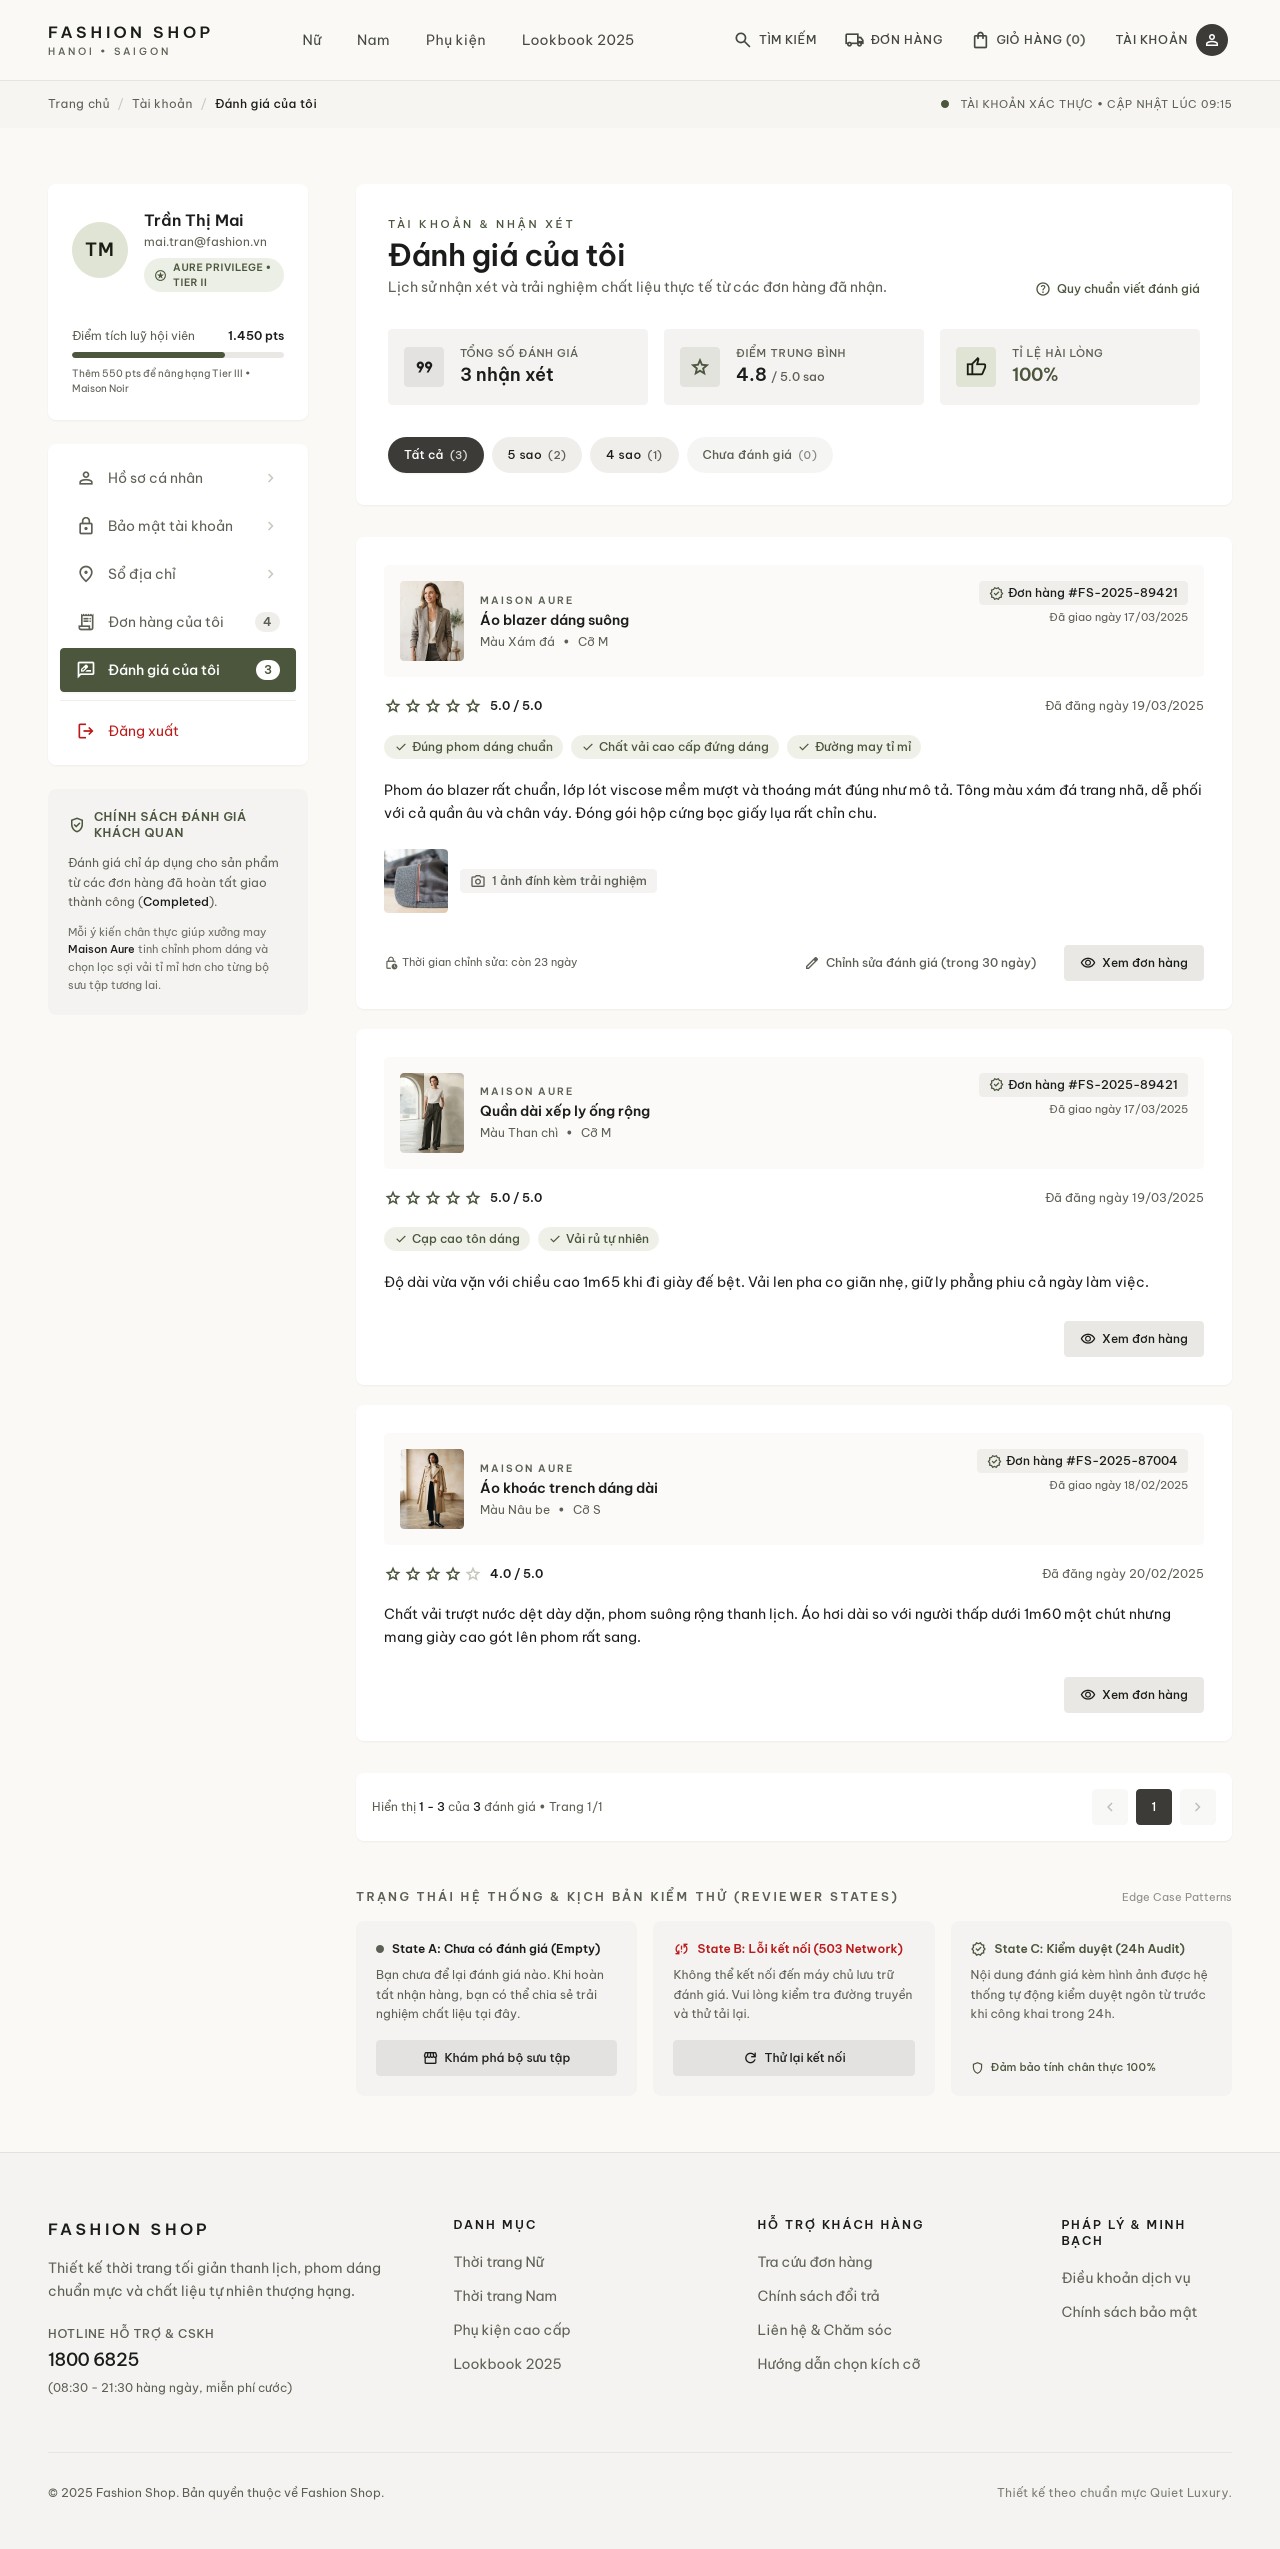 FASHION SHOP
HANOI • SAIGON
Nữ
Nam
Phụ kiện
Lookbook 2025
TÌM KIẾM
ĐƠN HÀNG
GIỎ HÀNG (0)
TÀI KHOẢN
Trang chủ / Tài khoản / Đánh giá của tôi
TÀI KHOẢN XÁC THỰC • CẬP NHẬT LÚC 09:15
TM
Trần Thị Mai
mai.tran@fashion.vn
AURE PRIVILEGE •
TIER II
Điểm tích luỹ hội viên
1.450 pts
Thêm 550 pts để nâng hạng Tier III •
Maison Noir
Hồ sơ cá nhân
Bảo mật tài khoản
Sổ địa chỉ
Đơn hàng của tôi
4
Đánh giá của tôi
3
Đăng xuất
CHÍNH SÁCH ĐÁNH GIÁ
KHÁCH QUAN
Đánh giá chỉ áp dụng cho sản phẩm
từ các đơn hàng đã hoàn tất giao
thành công (Completed).
Mỗi ý kiến chân thực giúp xưởng may
Maison Aure tinh chỉnh phom dáng và
chọn lọc sợi vải tỉ mỉ hơn cho từng bộ
sưu tập tương lai.
TÀI KHOẢN & NHẬN XÉT
Đánh giá của tôi
Lịch sử nhận xét và trải nghiệm chất liệu thực tế từ các đơn hàng đã nhận.
Quy chuẩn viết đánh giá
TỔNG SỐ ĐÁNH GIÁ
3 nhận xét
ĐIỂM TRUNG BÌNH
4.8 / 5.0 sao
TỈ LỆ HÀI LÒNG
100%
Tất cả (3)
5 sao (2)
4 sao (1)
Chưa đánh giá (0)
MAISON AURE
Áo blazer dáng suông
Màu Xám đá • Cỡ M
Đơn hàng #FS-2025-89421
Đã giao ngày 17/03/2025
5.0 / 5.0
Đã đăng ngày 19/03/2025
Đúng phom dáng chuẩn
Chất vải cao cấp đứng dáng
Đường may tỉ mỉ
Phom áo blazer rất chuẩn, lớp lót viscose mềm mượt và thoáng mát đúng như mô tả. Tông màu xám đá trang nhã, dễ phối
với cả quần âu và chân váy. Đóng gói hộp cứng bọc giấy lụa rất chỉn chu.
1 ảnh đính kèm trải nghiệm
Thời gian chỉnh sửa: còn 23 ngày
Chỉnh sửa đánh giá (trong 30 ngày)
Xem đơn hàng
MAISON AURE
Quần dài xếp ly ống rộng
Màu Than chì • Cỡ M
Đơn hàng #FS-2025-89421
Đã giao ngày 17/03/2025
5.0 / 5.0
Đã đăng ngày 19/03/2025
Cạp cao tôn dáng
Vải rủ tự nhiên
Độ dài vừa vặn với chiều cao 1m65 khi đi giày đế bệt. Vải len pha co giãn nhẹ, giữ ly phẳng phiu cả ngày làm việc.
Xem đơn hàng
MAISON AURE
Áo khoác trench dáng dài
Màu Nâu be • Cỡ S
Đơn hàng #FS-2025-87004
Đã giao ngày 18/02/2025
4.0 / 5.0
Đã đăng ngày 20/02/2025
Chất vải trượt nước dệt dày dặn, phom suông rộng thanh lịch. Áo hơi dài so với người thấp dưới 1m60 một chút nhưng
mang giày cao gót lên phom rất sang.
Xem đơn hàng
Hiển thị 1 - 3 của 3 đánh giá • Trang 1/1
1
TRẠNG THÁI HỆ THỐNG & KỊCH BẢN KIỂM THỬ (REVIEWER STATES)
Edge Case Patterns
State A: Chưa có đánh giá (Empty)
Bạn chưa để lại đánh giá nào. Khi hoàn
tất nhận hàng, bạn có thể chia sẻ trải
nghiệm chất liệu tại đây.
Khám phá bộ sưu tập
State B: Lỗi kết nối (503 Network)
Không thể kết nối đến máy chủ lưu trữ
đánh giá. Vui lòng kiểm tra đường truyền
và thử tải lại.
Thử lại kết nối
State C: Kiểm duyệt (24h Audit)
Nội dung đánh giá kèm hình ảnh được hệ
thống tự động kiểm duyệt ngôn từ trước
khi công khai trong 24h.
Đảm bảo tính chân thực 100%
FASHION SHOP
Thiết kế thời trang tối giản thanh lịch, phom dáng
chuẩn mực và chất liệu tự nhiên thượng hạng.
HOTLINE HỖ TRỢ & CSKH
1800 6825
(08:30 - 21:30 hàng ngày, miễn phí cước)
DANH MỤC
Thời trang Nữ
Thời trang Nam
Phụ kiện cao cấp
Lookbook 2025
HỖ TRỢ KHÁCH HÀNG
Tra cứu đơn hàng
Chính sách đổi trả
Liên hệ & Chăm sóc
Hướng dẫn chọn kích cỡ
PHÁP LÝ & MINH
BẠCH
Điều khoản dịch vụ
Chính sách bảo mật
© 2025 Fashion Shop. Bản quyền thuộc về Fashion Shop.
Thiết kế theo chuẩn mực Quiet Luxury.